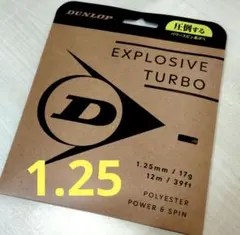 DUNLOP
圧倒する
EXPLOSIVE
TURBO
D
1.25mm / 17g
12m / 39ft
1.25
POLYESTER
POWER & SPIN